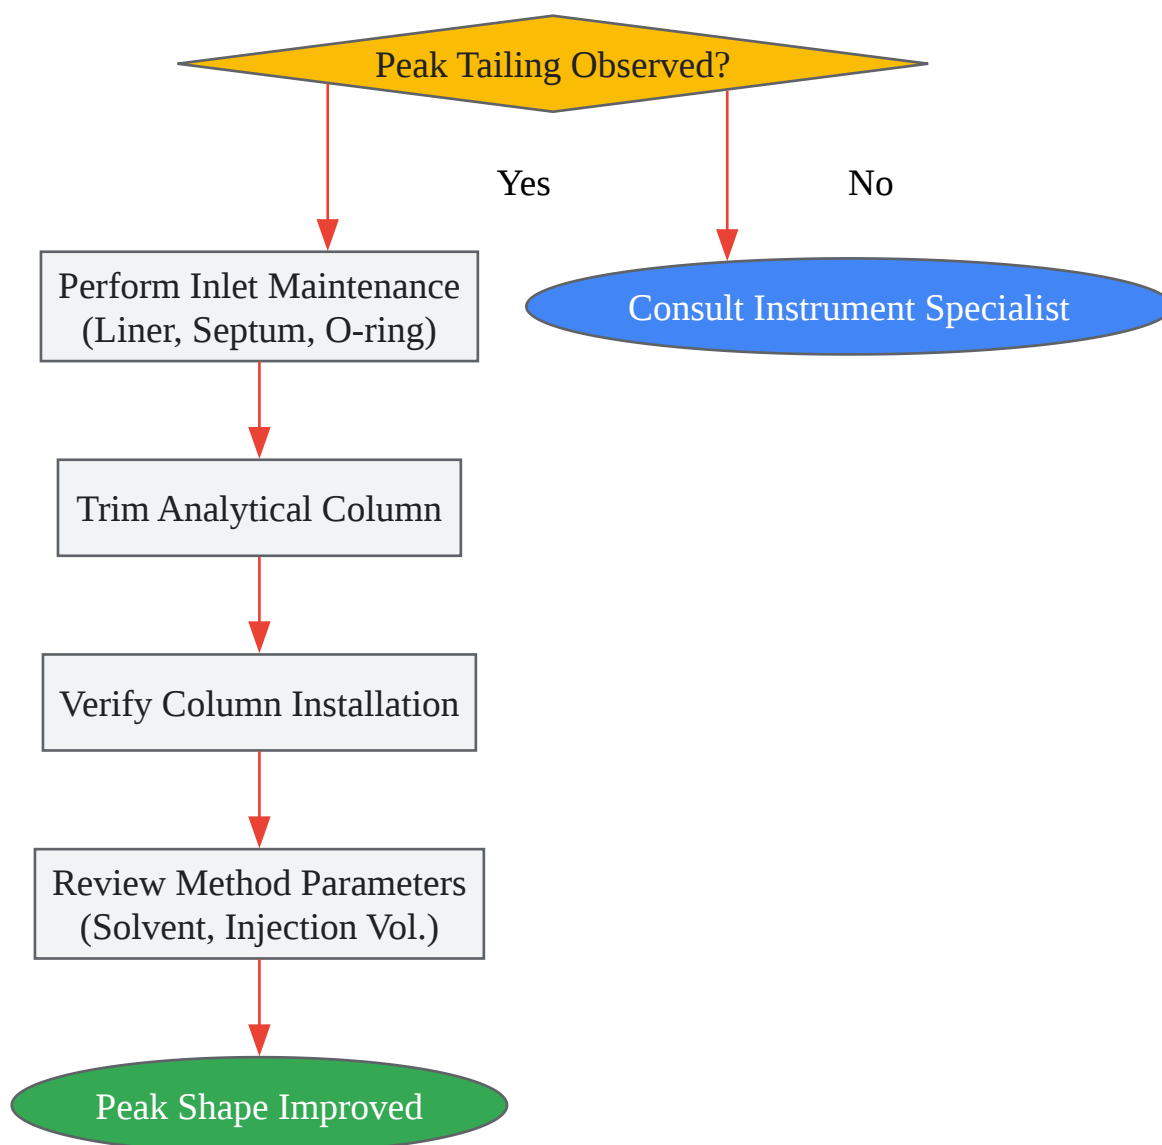 Peak Tailing Observed?
Yes
No
Perform Inlet Maintenance
(Liner, Septum, O-ring)
Consult Instrument Specialist
Trim Analytical Column
Verify Column Installation
Review Method Parameters
(Solvent, Injection Vol.)
Peak Shape Improved